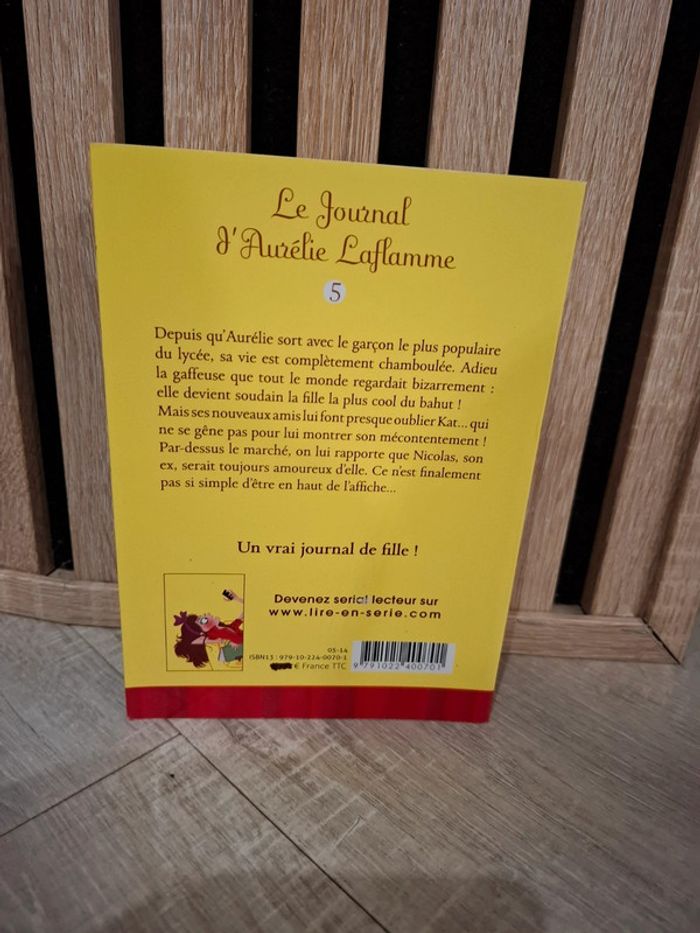 Le Journal
d'Aurélie Laflamme
5
Depuis qu'Aurélie sort avec le garçon le plus populaire
du lycée, sa vie est complètement chamboulée. Adieu
la gaffeuse que tout le monde regardait bizarrement :
elle devient soudain la fille la plus cool du bahut !
Mais ses nouveaux amis lui font presque oublier Kat... qui
ne se gêne pas pour lui montrer son mécontentement !
Par-dessus le marché, on lui rapporte que Nicolas, son
ex, serait toujours amoureux d'elle. Ce n'est finalement
pas si simple d'être en haut de l'affiche...
Un vrai journal de fille !
Devenez serial lecteur sur
www.lire-en-serie.com
05-14
ISBN13 : 979-10-224-0070-1
€ France TTC
9 791022 400701